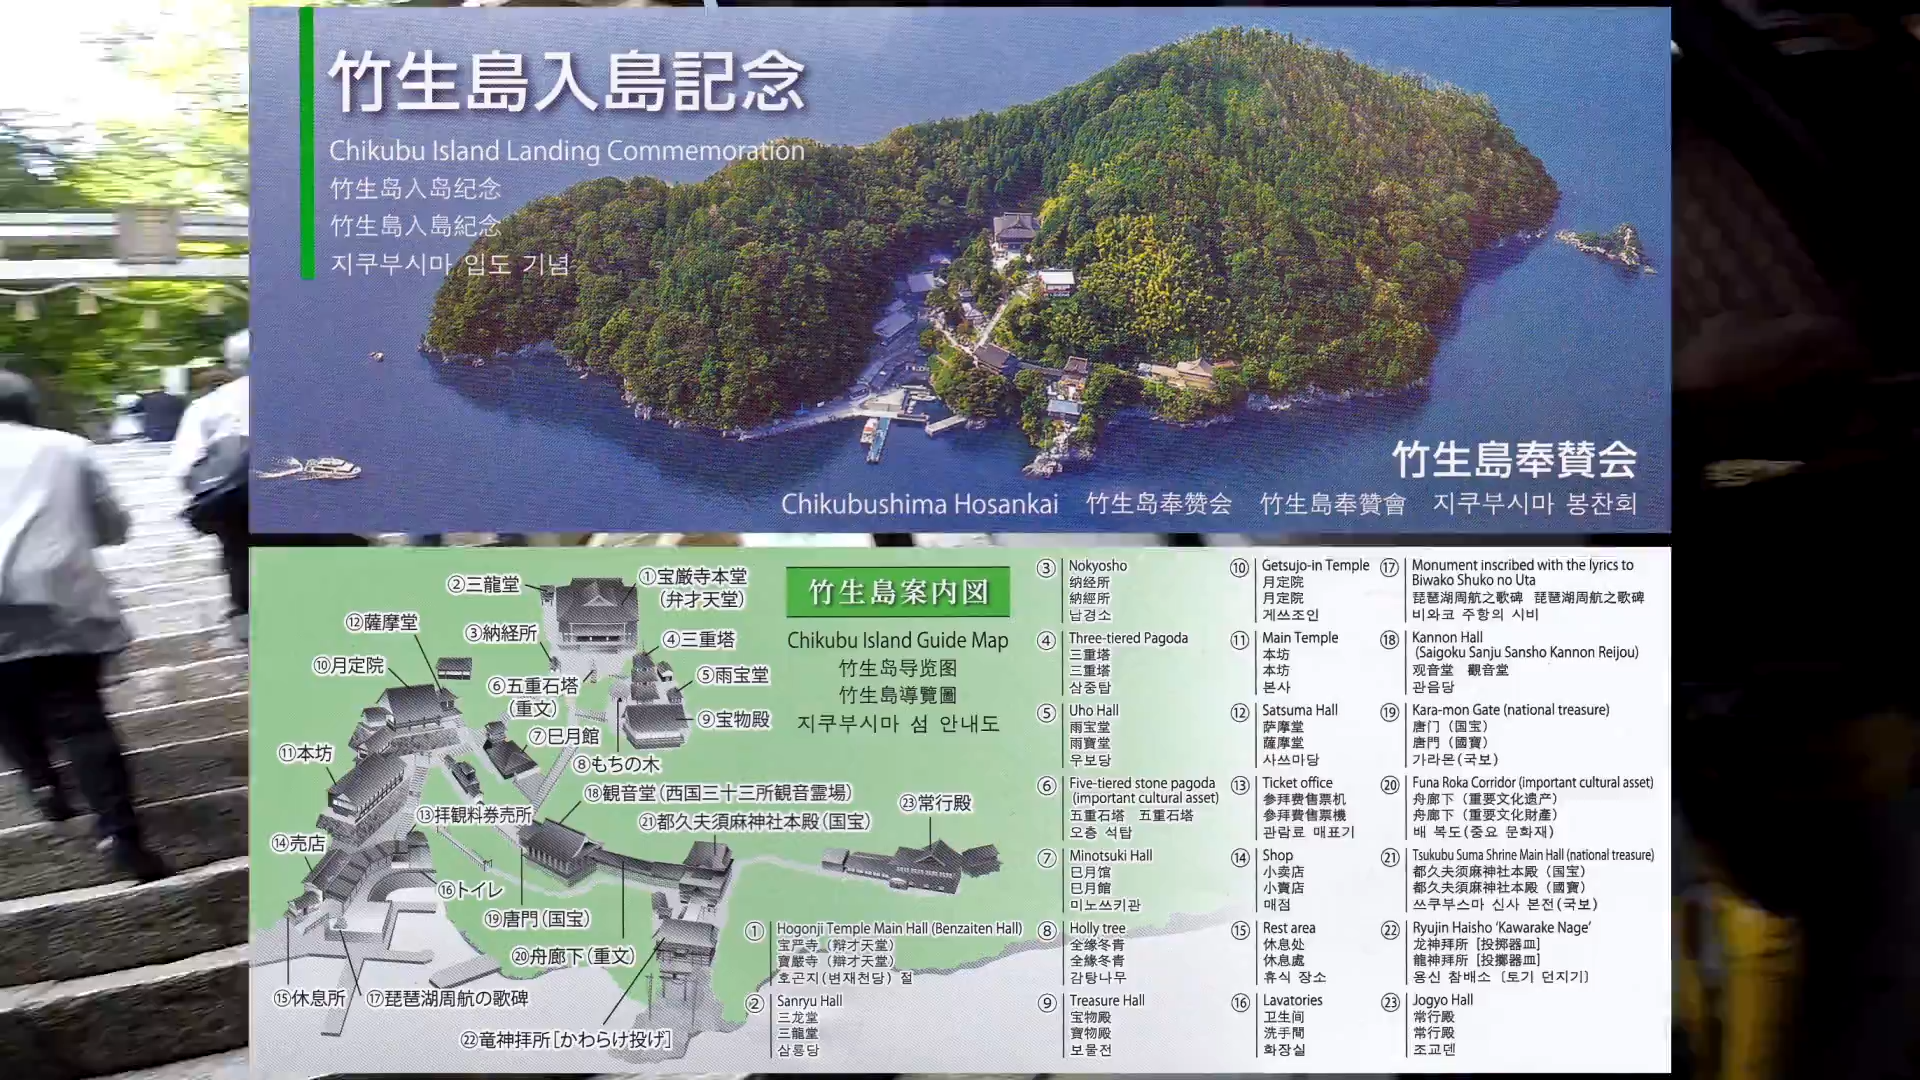 竹生島入島記念
Chikubu Island Landing Commemoration
竹生岛入岛纪念
竹生島入島紀念
지쿠부시마 입도 기념
竹生島奉賛会
Chikubushima Hosankai 竹生岛奉赞会 竹生島奉贊會 지쿠부시마 봉찬회
竹生島案内図
Chikubu Island Guide Map
竹生岛导览图
竹生島導覽圖
지쿠부시마 섬 안내도
①宝厳寺本堂
(弁才天堂)
②三龍堂
③納経所
④三重塔
⑤雨宝堂
⑥五重石塔
(重文)
⑦巳月館
⑧もちの木
⑨宝物殿
⑩月定院
⑪本坊
⑫薩摩堂
⑬拝観料券売所
⑭売店
⑮休息所
⑯トイレ
⑰琵琶湖周航の歌碑
⑱観音堂(西国三十三所観音霊場)
⑲唐門(国宝)
⑳舟廊下(重文)
㉑都久夫須麻神社本殿(国宝)
㉒竜神拝所[かわらけ投げ]
㉓常行殿
① Hogonji Temple Main Hall (Benzaiten Hall)
宝严寺（辩才天堂）
寶嚴寺（辯才天堂）
호곤지(변재천당) 절
② Sanryu Hall
三龙堂
三龍堂
삼룡당
③ Nokyosho
纳经所
納經所
납경소
④ Three-tiered Pagoda
三重塔
三重塔
삼중탑
⑤ Uho Hall
雨宝堂
雨寶堂
우보당
⑥ Five-tiered stone pagoda
(important cultural asset)
五重石塔 五重石塔
오층 석탑
⑦ Minotsuki Hall
巳月馆
巳月館
미노쓰키관
⑧ Holly tree
全缘冬青
全緣冬青
감탕나무
⑨ Treasure Hall
宝物殿
寶物殿
보물전
⑩ Getsujo-in Temple
月定院
月定院
게쓰조인
⑪ Main Temple
本坊
本坊
본사
⑫ Satsuma Hall
萨摩堂
薩摩堂
사쓰마당
⑬ Ticket office
参拜费售票机
參拜費售票機
관람료 매표기
⑭ Shop
小卖店
小賣店
매점
⑮ Rest area
休息处
休息處
휴식 장소
⑯ Lavatories
卫生间
洗手間
화장실
⑰ Monument inscribed with the lyrics to
Biwako Shuko no Uta
琵琶湖周航之歌碑 琵琶湖周航之歌碑
비와코 주항의 시비
⑱ Kannon Hall
(Saigoku Sanju Sansho Kannon Reijou)
观音堂 觀音堂
관음당
⑲ Kara-mon Gate (national treasure)
唐门（国宝）
唐門（國寶）
가라몬(국보)
⑳ Funa Roka Corridor (important cultural asset)
舟廊下（重要文化遗产）
舟廊下（重要文化財產）
배 복도(중요 문화재)
㉑ Tsukubu Suma Shrine Main Hall (national treasure)
都久夫须麻神社本殿（国宝）
都久夫須麻神社本殿（國寶）
쓰쿠부스마 신사 본전(국보)
㉒ Ryujin Haisho ‘Kawarake Nage’
龙神拜所［投掷器皿］
龍神拜所［投擲器皿］
용신 참배소〔토기 던지기〕
㉓ Jogyo Hall
常行殿
常行殿
조교덴